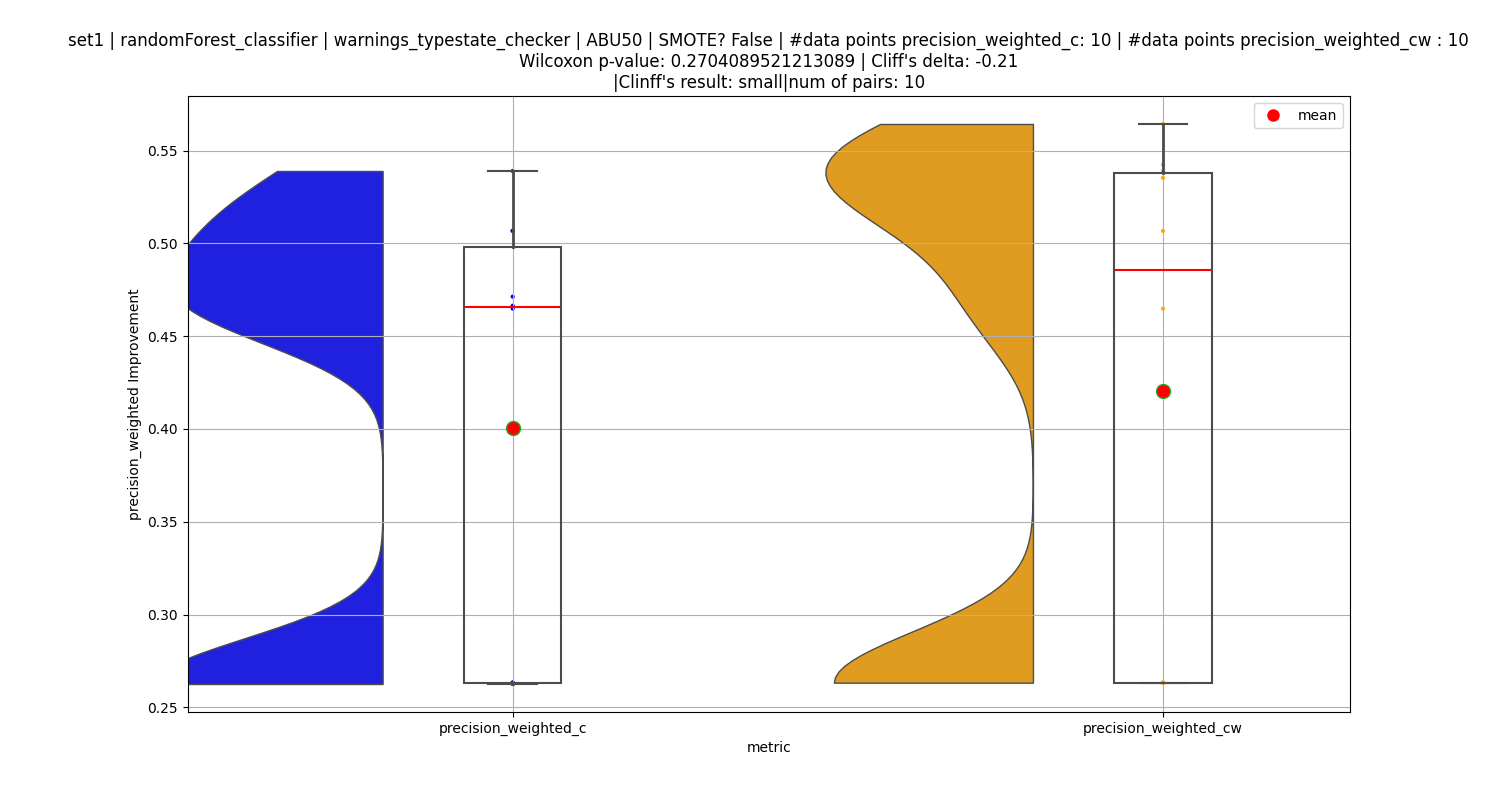 set1 | randomForest_classifier | warnings_typestate_checker | ABU50 | SMOTE? False | #data points precision_weighted_c: 10 | #data points precision_weighted_cw : 10
Wilcoxon p-value: 0.2704089521213089 | Cliff's delta: -0.21
|Clinff's result: small|num of pairs: 10
mean
precision_weighted Improvement
0.55
0.50
0.45
0.40
0.35
0.30
0.25
precision_weighted_c
precision_weighted_cw
metric